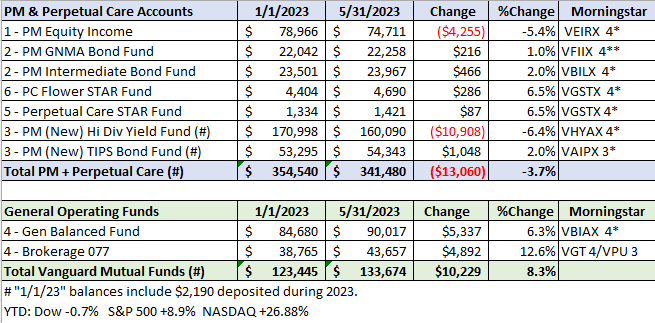 PM & Perpetual Care Accounts 1/1/2023 5/31/2023 Change %Change Morningstar
1 - PM Equity Income $ 78,966 $ 74,711 ($4,255) -5.4% VEIRX 4*
2 - PM GNMA Bond Fund $ 22,042 $ 22,258 $216 1.0% VFIIX 4**
2 - PM Intermediate Bond Fund $ 23,501 $ 23,967 $466 2.0% VBILX 4*
6 - PC Flower STAR Fund $ 4,404 $ 4,690 $286 6.5% VGSTX 4*
5 - Perpetual Care STAR Fund $ 1,334 $ 1,421 $87 6.5% VGSTX 4*
3 - PM (New) Hi Div Yield Fund (#) $ 170,998 $ 160,090 ($10,908) -6.4% VHYAX 4*
3 - PM (New) TIPS Bond Fund (#) $ 53,295 $ 54,343 $1,048 2.0% VAIPX 3*
Total PM + Perpetual Care (#) $ 354,540 $ 341,480 ($13,060) -3.7%
General Operating Funds 1/1/2023 5/31/2023 Change %Change Morningstar
4 - Gen Balanced Fund $ 84,680 $ 90,017 $5,337 6.3% VBIAX 4*
4 - Brokerage 077 $ 38,765 $ 43,657 $4,892 12.6% VGT 4/VPU 3
Total Vanguard Mutual Funds (#) $ 123,445 $ 133,674 $10,229 8.3%
# "1/1/23" balances include $2,190 deposited during 2023.
YTD: Dow -0.7% S&P 500 +8.9% NASDAQ +26.88%